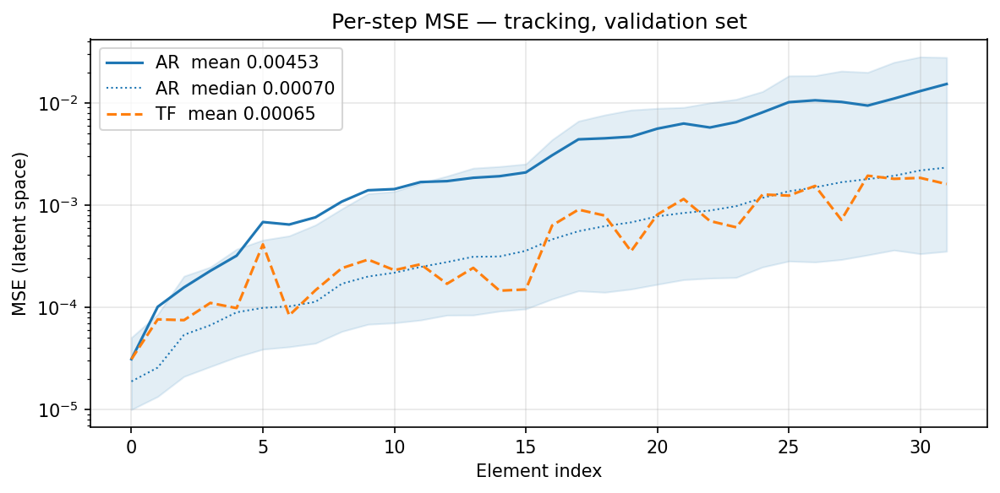 Per-step MSE — tracking, validation set
AR  mean 0.00453
AR  median 0.00070
TF  mean 0.00065
MSE (latent space)
10⁻²
10⁻³
10⁻⁴
10⁻⁵
0 5 10 15 20 25 30
Element index